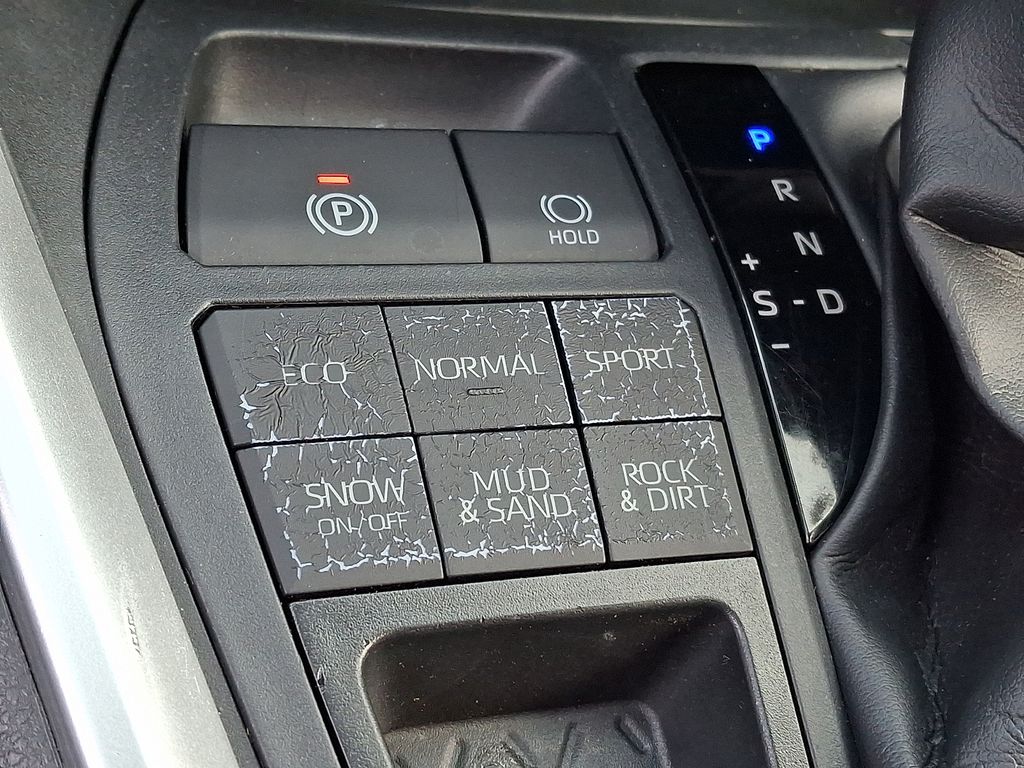 P
HOLD
P
R
N
+
S - D
-
ECO
NORMAL
SPORT
SNOW
ON/OFF
MUD
& SAND
ROCK
& DIRT